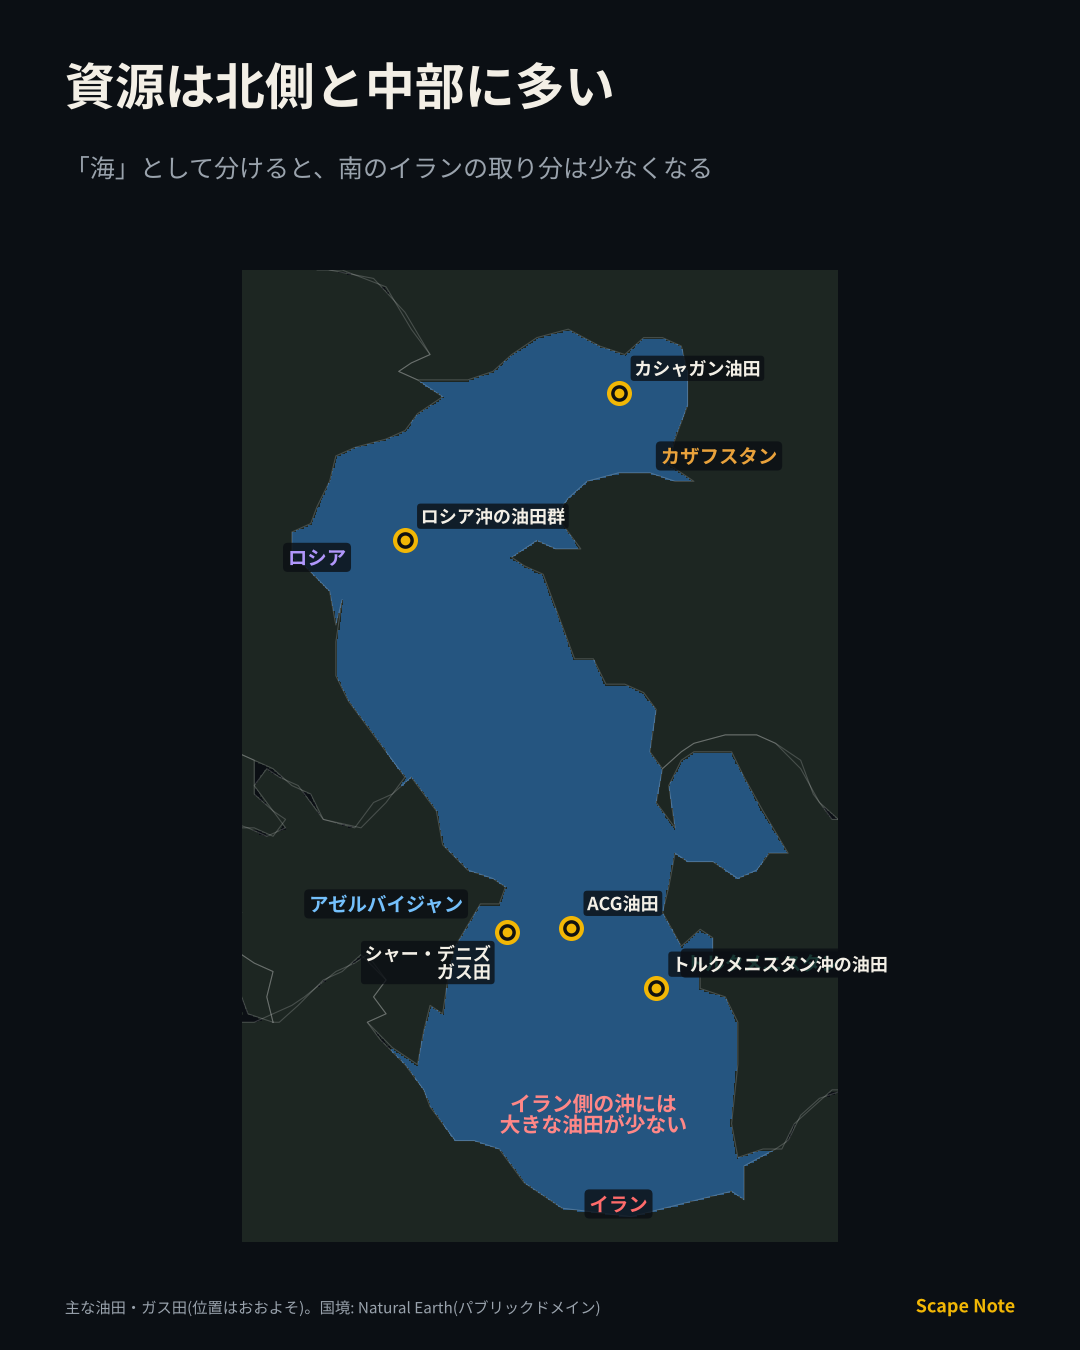 資源は北側と中部に多い
「海」として分けると、南のイランの取り分は少なくなる
カシャガン油田
カザフスタン
ロシア沖の油田群
ロシア
アゼルバイジャン
ACG油田
シャー・デニズ
ガス田
トルクメニスタン沖の油田
イラン側の沖には
大きな油田が少ない
イラン
主な油田・ガス田(位置はおおよそ)。国境: Natural Earth(パブリックドメイン)
Scape Note